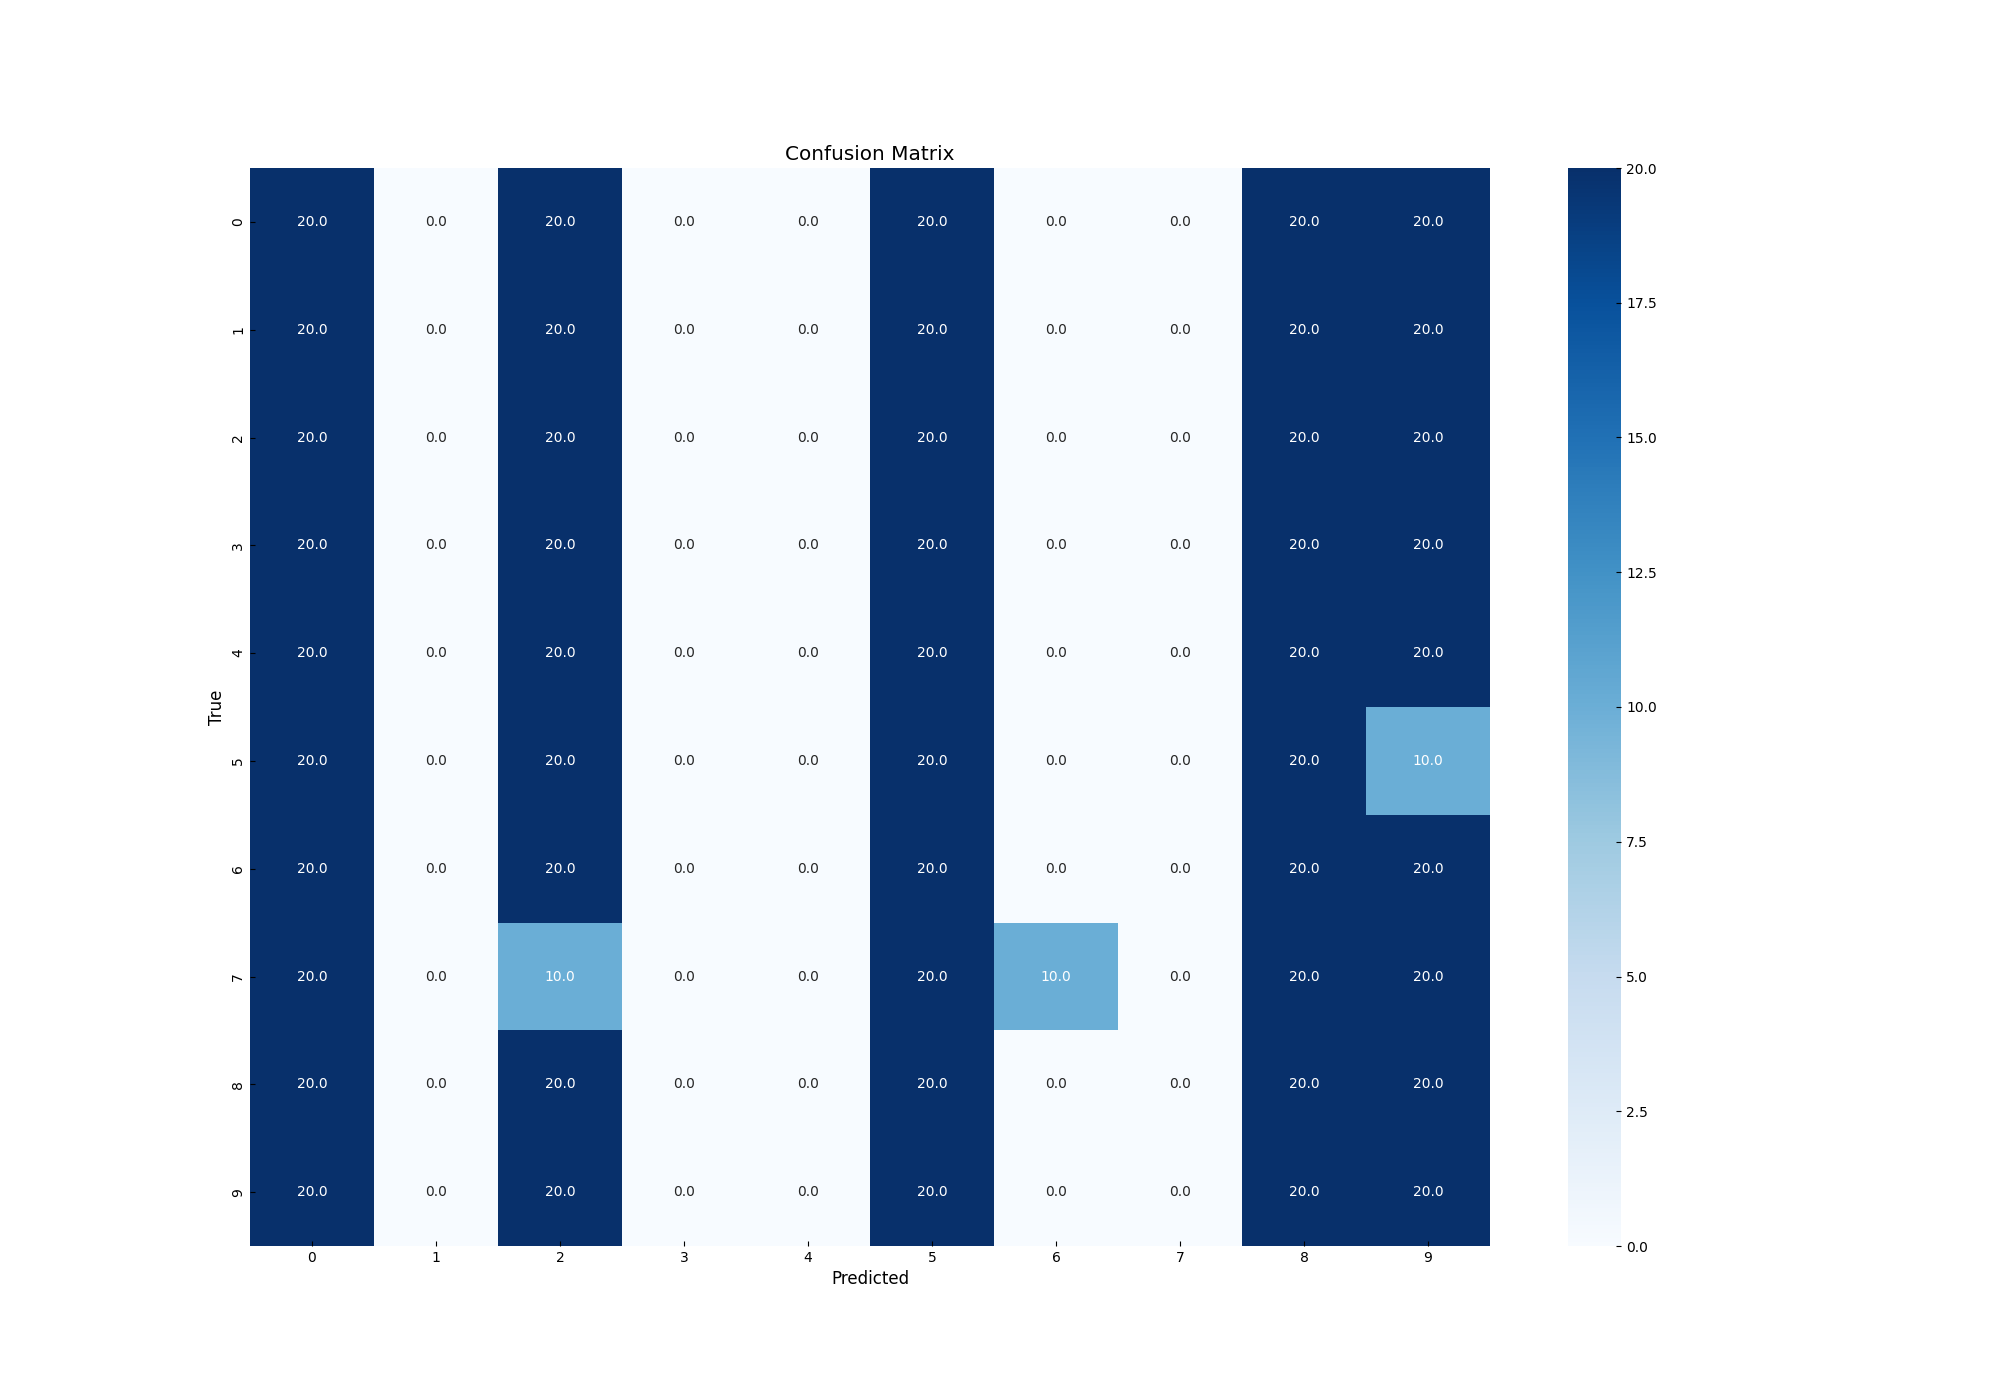 Confusion Matrix
0 20.0 0.0 20.0 0.0 0.0 20.0 0.0 0.0 20.0 20.0
1 20.0 0.0 20.0 0.0 0.0 20.0 0.0 0.0 20.0 20.0
2 20.0 0.0 20.0 0.0 0.0 20.0 0.0 0.0 20.0 20.0
3 20.0 0.0 20.0 0.0 0.0 20.0 0.0 0.0 20.0 20.0
4 20.0 0.0 20.0 0.0 0.0 20.0 0.0 0.0 20.0 20.0
True
5 20.0 0.0 20.0 0.0 0.0 20.0 0.0 0.0 20.0 10.0
6 20.0 0.0 20.0 0.0 0.0 20.0 0.0 0.0 20.0 20.0
7 20.0 0.0 10.0 0.0 0.0 20.0 10.0 0.0 20.0 20.0
8 20.0 0.0 20.0 0.0 0.0 20.0 0.0 0.0 20.0 20.0
9 20.0 0.0 20.0 0.0 0.0 20.0 0.0 0.0 20.0 20.0
0 1 2 3 4 5 6 7 8 9
Predicted
20.0
17.5
15.0
12.5
10.0
7.5
5.0
2.5
0.0